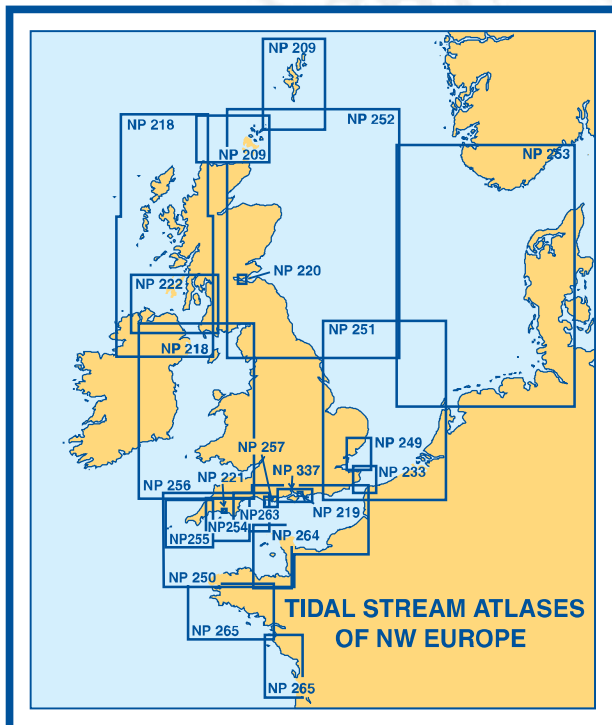 NP 209
NP 218
NP 252
NP 209
NP 253
NP 220
NP 222
NP 251
NP 218
NP 257
NP 249
NP 221
NP 337
NP 233
NP 256
NP 219
NP263
NP254
NP255
NP 264
NP 250
TIDAL STREAM ATLASES
OF NW EUROPE
NP 265
NP 265